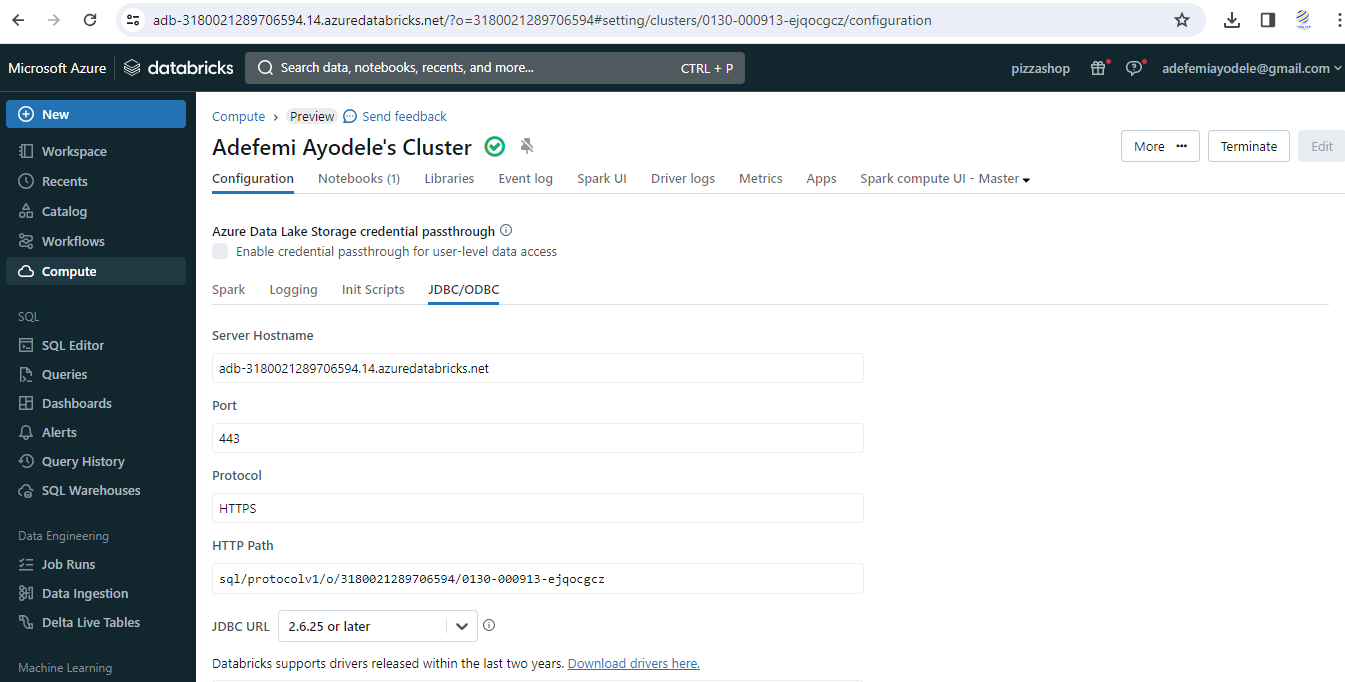 adb-3180021289706594.14.azuredatabricks.net/?o=3180021289706594#setting/clusters/0130-000913-ejqocgcz/configuration
Microsoft Azure databricks Search data, notebooks, recents, and more... CTRL + P pizzashop adefemiayodele@gmail.com
New
Workspace
Recents
Catalog
Workflows
Compute
SQL
SQL Editor
Queries
Dashboards
Alerts
Query History
SQL Warehouses
Data Engineering
Job Runs
Data Ingestion
Delta Live Tables
Machine Learning
Compute › Preview Send feedback
Adefemi Ayodele's Cluster
More ··· Terminate Edit
Configuration Notebooks (1) Libraries Event log Spark UI Driver logs Metrics Apps Spark compute UI - Master
Azure Data Lake Storage credential passthrough
Enable credential passthrough for user-level data access
Spark Logging Init Scripts JDBC/ODBC
Server Hostname
adb-3180021289706594.14.azuredatabricks.net
Port
443
Protocol
HTTPS
HTTP Path
sql/protocolv1/o/3180021289706594/0130-000913-ejqocgcz
JDBC URL 2.6.25 or later
Databricks supports drivers released within the last two years. Download drivers here.